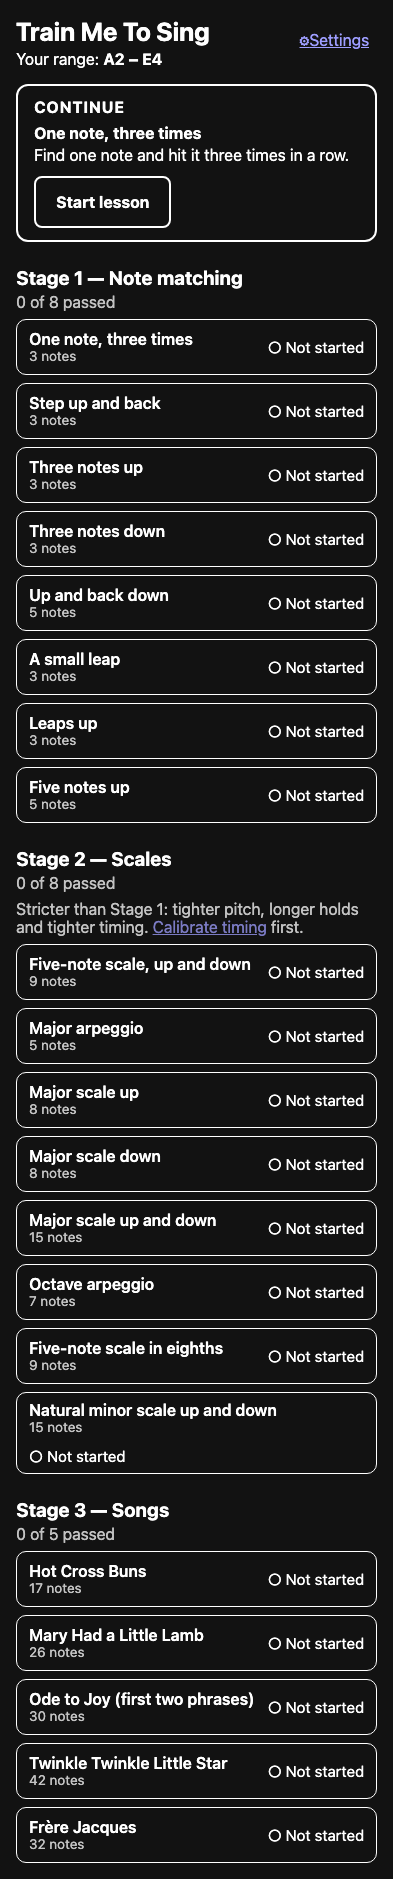 Train Me To Sing
⚙Settings
Your range: A2 – E4
CONTINUE
One note, three times
Find one note and hit it three times in a row.
Start lesson
Stage 1 — Note matching
0 of 8 passed
One note, three times
3 notes
Not started
Step up and back
3 notes
Not started
Three notes up
3 notes
Not started
Three notes down
3 notes
Not started
Up and back down
5 notes
Not started
A small leap
3 notes
Not started
Leaps up
3 notes
Not started
Five notes up
5 notes
Not started
Stage 2 — Scales
0 of 8 passed
Stricter than Stage 1: tighter pitch, longer holds
and tighter timing. Calibrate timing first.
Five-note scale, up and down
9 notes
Not started
Major arpeggio
5 notes
Not started
Major scale up
8 notes
Not started
Major scale down
8 notes
Not started
Major scale up and down
15 notes
Not started
Octave arpeggio
7 notes
Not started
Five-note scale in eighths
9 notes
Not started
Natural minor scale up and down
15 notes
Not started
Stage 3 — Songs
0 of 5 passed
Hot Cross Buns
17 notes
Not started
Mary Had a Little Lamb
26 notes
Not started
Ode to Joy (first two phrases)
30 notes
Not started
Twinkle Twinkle Little Star
42 notes
Not started
Frère Jacques
32 notes
Not started